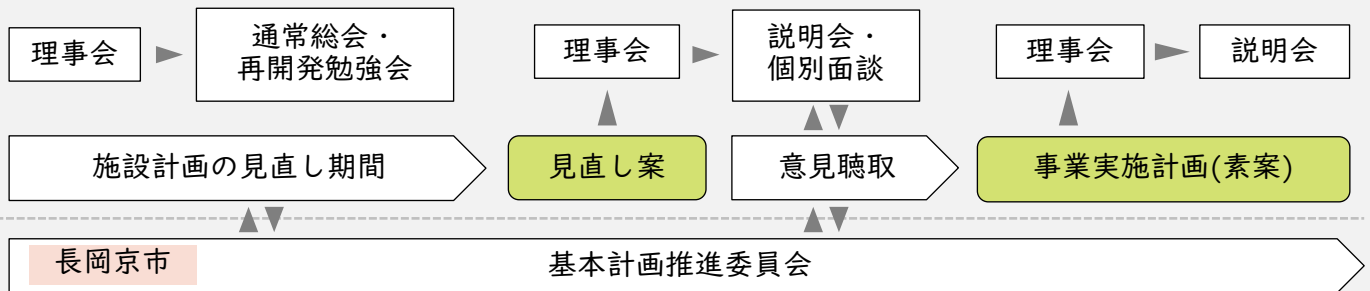 理事会
通常総会・
再開発勉強会
理事会
説明会・
個別面談
理事会
説明会
施設計画の見直し期間
見直し案
意見聴取
事業実施計画(素案)
長岡京市
基本計画推進委員会